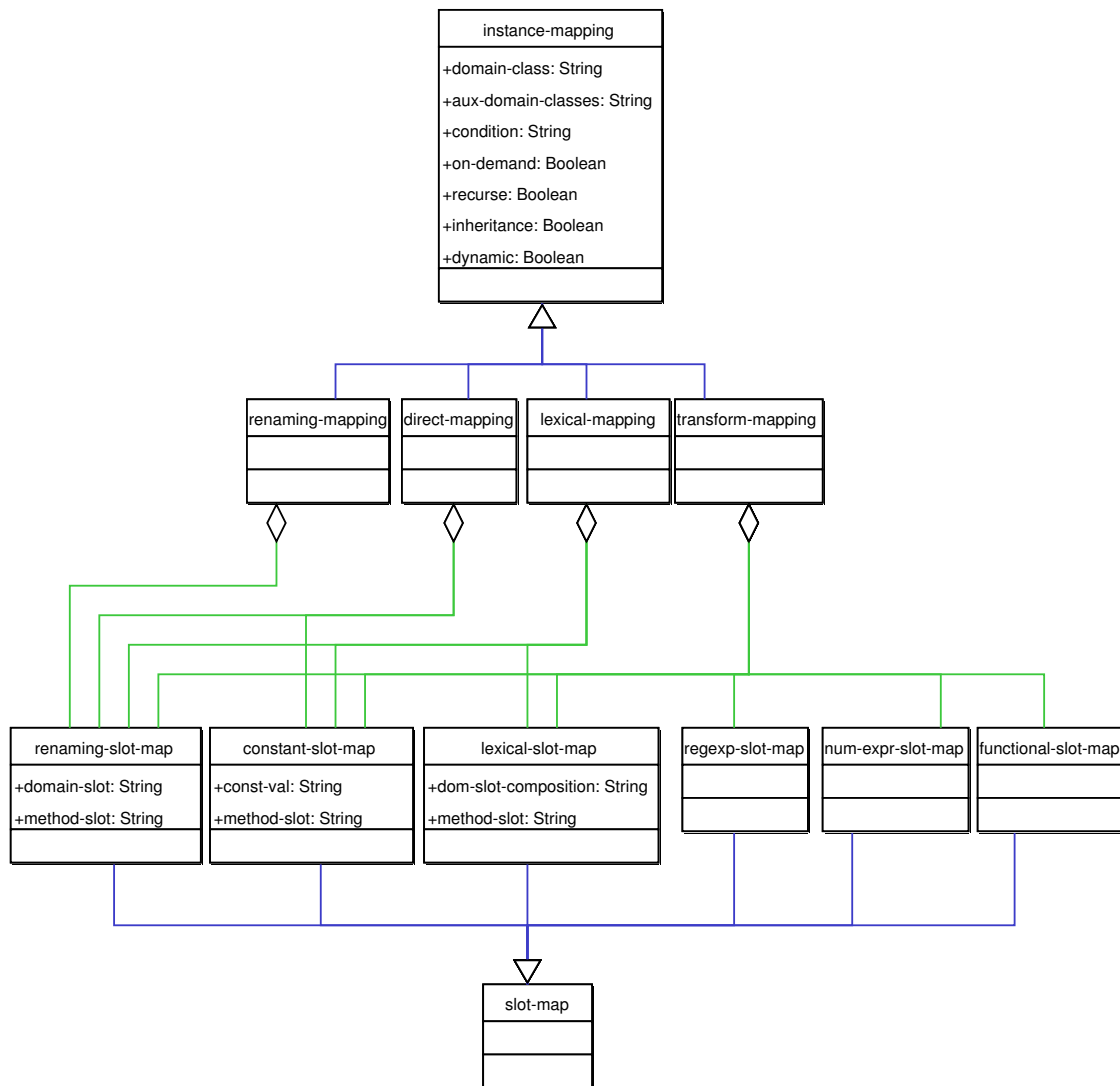 instance-mapping
+domain-class: String
+aux-domain-classes: String
+condition: String
+on-demand: Boolean
+recurse: Boolean
+inheritance: Boolean
+dynamic: Boolean
renaming-mapping
direct-mapping
lexical-mapping
transform-mapping
renaming-slot-map
+domain-slot: String
+method-slot: String
constant-slot-map
+const-val: String
+method-slot: String
lexical-slot-map
+dom-slot-composition: String
+method-slot: String
regexp-slot-map
num-expr-slot-map
functional-slot-map
slot-map